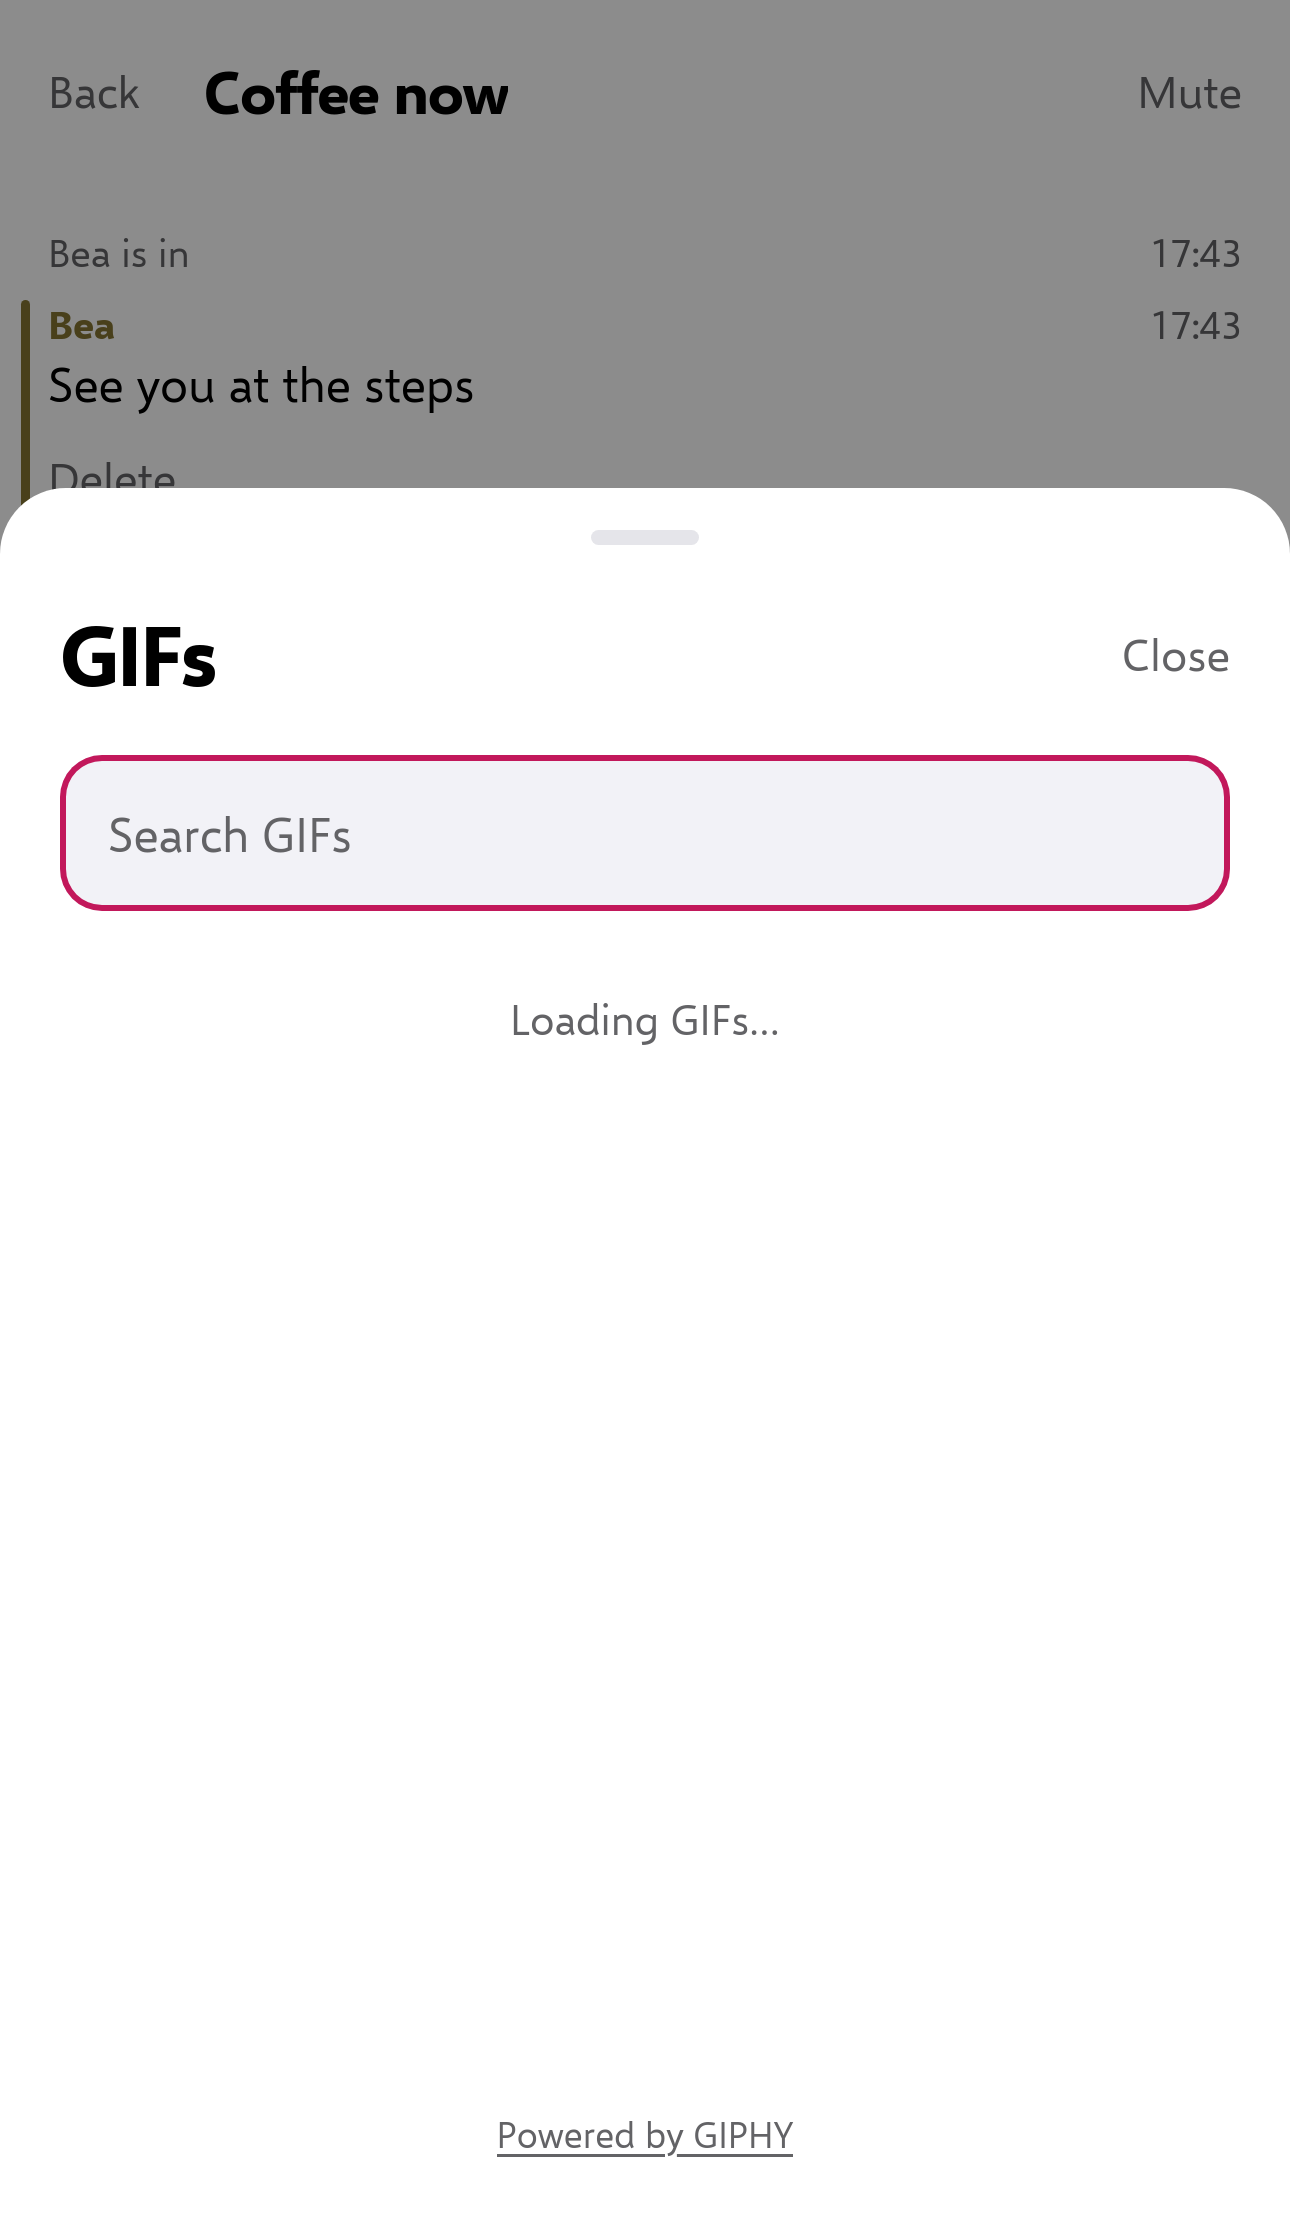 Back Coffee now Mute
Bea is in 17:43
Bea 17:43
See you at the steps
Delete
GIFs Close
Search GIFs
Loading GIFs...
Powered by GIPHY